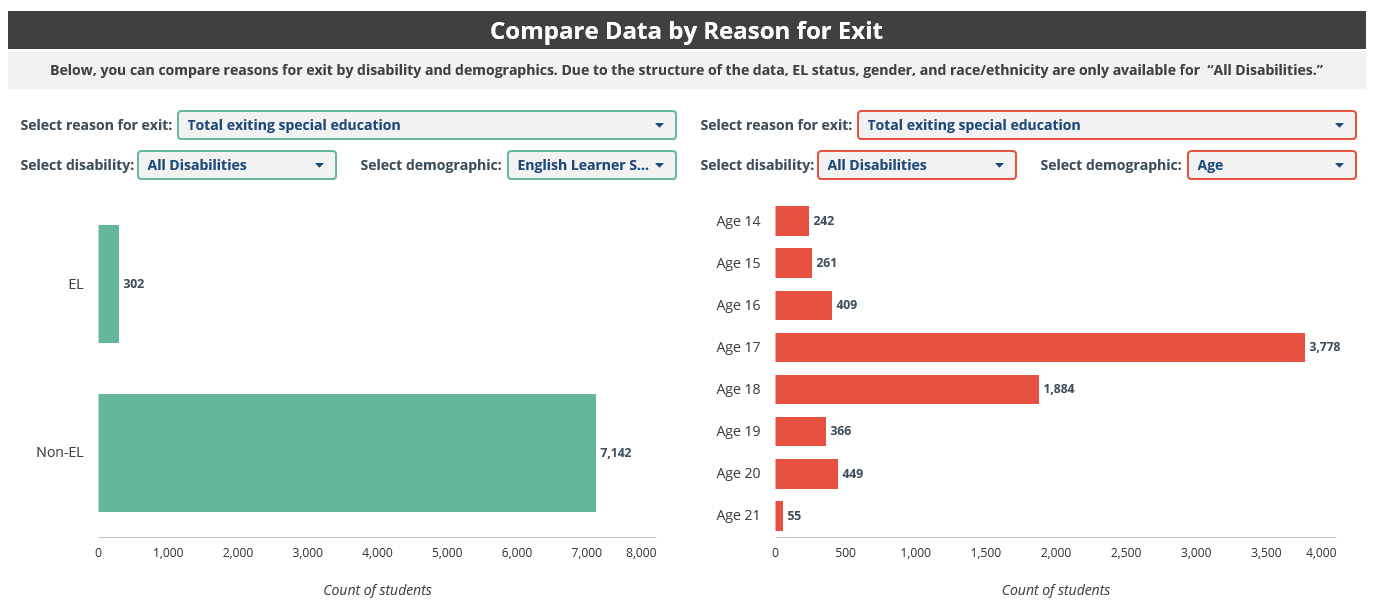 Compare Data by Reason for Exit
Below, you can compare reasons for exit by disability and demographics. Due to the structure of the data, EL status, gender, and race/ethnicity are only available for “All Disabilities.”
Select reason for exit: Total exiting special education
Select disability: All Disabilities Select demographic: English Learner S...
EL 302
Non-EL 7,142
0 1,000 2,000 3,000 4,000 5,000 6,000 7,000 8,000
Count of students
Select reason for exit: Total exiting special education
Select disability: All Disabilities Select demographic: Age
Age 14 242
Age 15 261
Age 16 409
Age 17 3,778
Age 18 1,884
Age 19 366
Age 20 449
Age 21 55
0 500 1,000 1,500 2,000 2,500 3,000 3,500 4,000
Count of students